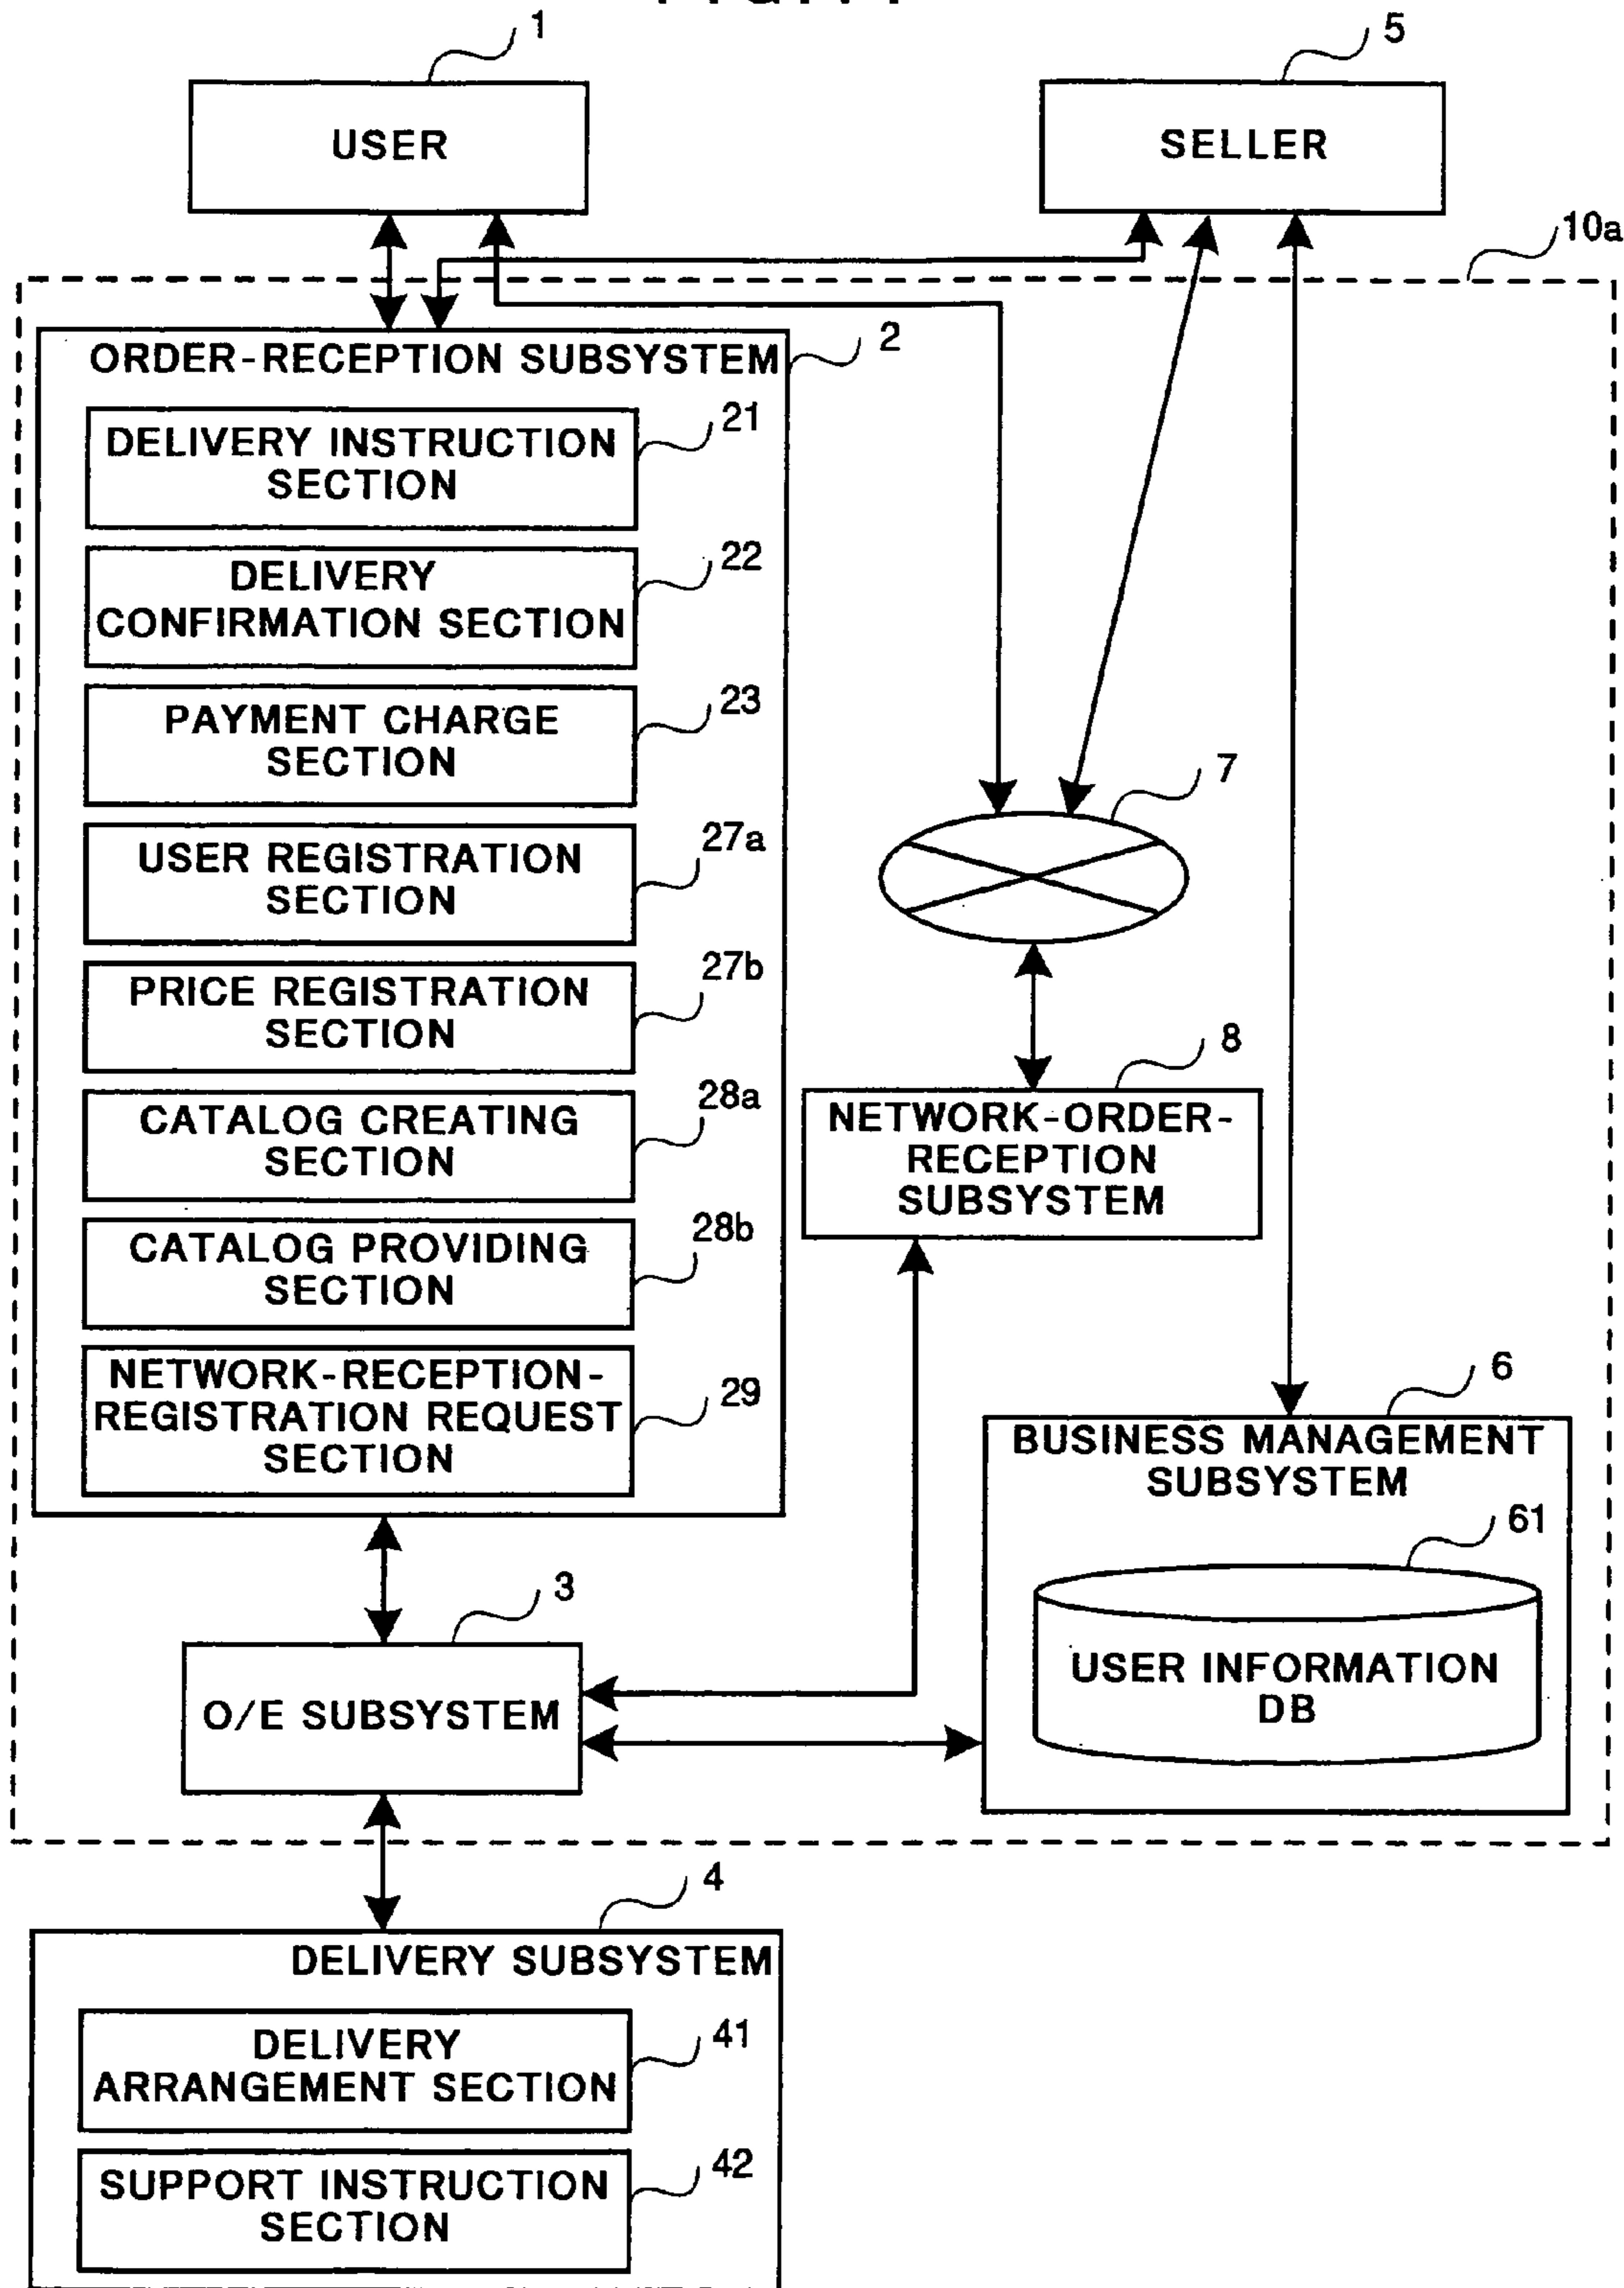 1
5
USER
SELLER
10a
ORDER-RECEPTION SUBSYSTEM
2
DELIVERY INSTRUCTION
SECTION
21
DELIVERY
CONFIRMATION SECTION
22
PAYMENT CHARGE
SECTION
23
USER REGISTRATION
SECTION
27a
PRICE REGISTRATION
SECTION
27b
CATALOG CREATING
SECTION
28a
CATALOG PROVIDING
SECTION
28b
NETWORK-RECEPTION-
REGISTRATION REQUEST
SECTION
29
7
8
NETWORK-ORDER-
RECEPTION
SUBSYSTEM
6
BUSINESS MANAGEMENT
SUBSYSTEM
61
USER INFORMATION
DB
3
O/E SUBSYSTEM
4
DELIVERY SUBSYSTEM
DELIVERY
ARRANGEMENT SECTION
41
SUPPORT INSTRUCTION
SECTION
42